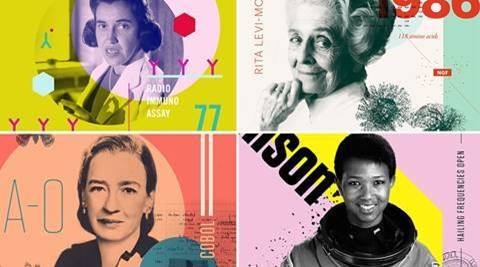 RADIO
IMMUNO
ASSAY
77
RITA LEVI-MO
1986
118 amino acids
NGF
A-O
COBOL
ison
HAILING FREQUENCIES OPEN